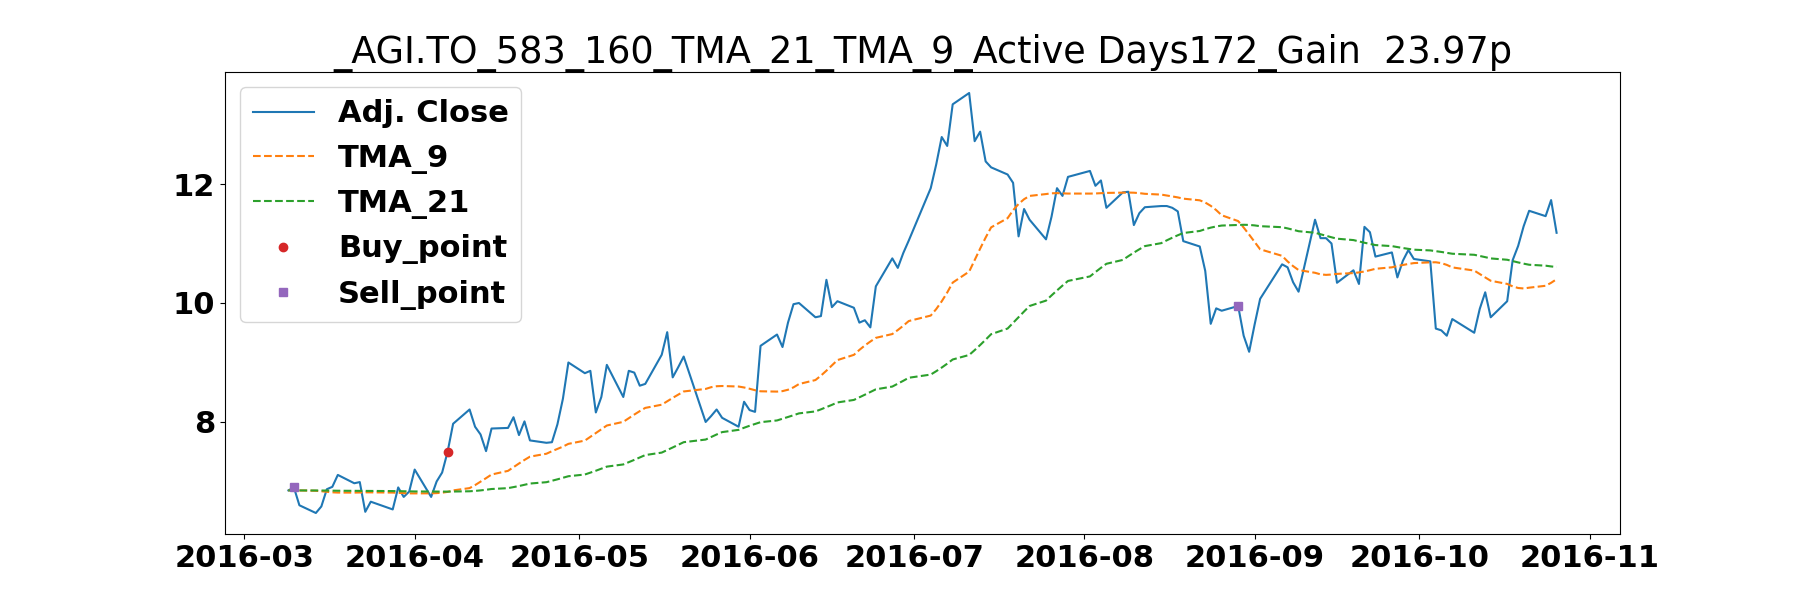 _AGI.TO_583_160_TMA_21_TMA_9_Active Days172_Gain  23.97p
Adj. Close
TMA_9
TMA_21
Buy_point
Sell_point
12
10
8
2016-03 2016-04 2016-05 2016-06 2016-07 2016-08 2016-09 2016-10 2016-11